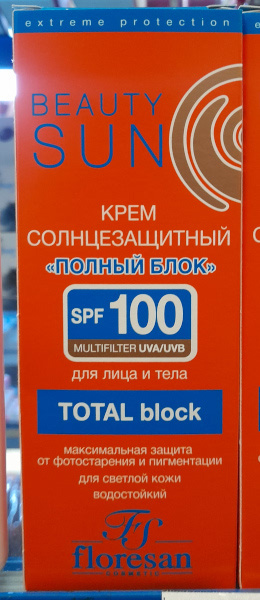 extreme protection
BEAUTY
SUN
КРЕМ
СОЛНЦЕЗАЩИТНЫЙ
«ПОЛНЫЙ БЛОК»
SPF 100
MULTIFILTER UVA/UVB
для лица и тела
TOTAL block
максимальная защита
от фотостарения и пигментации
для светлой кожи
водостойкий
FS
floresan
COSMETIC